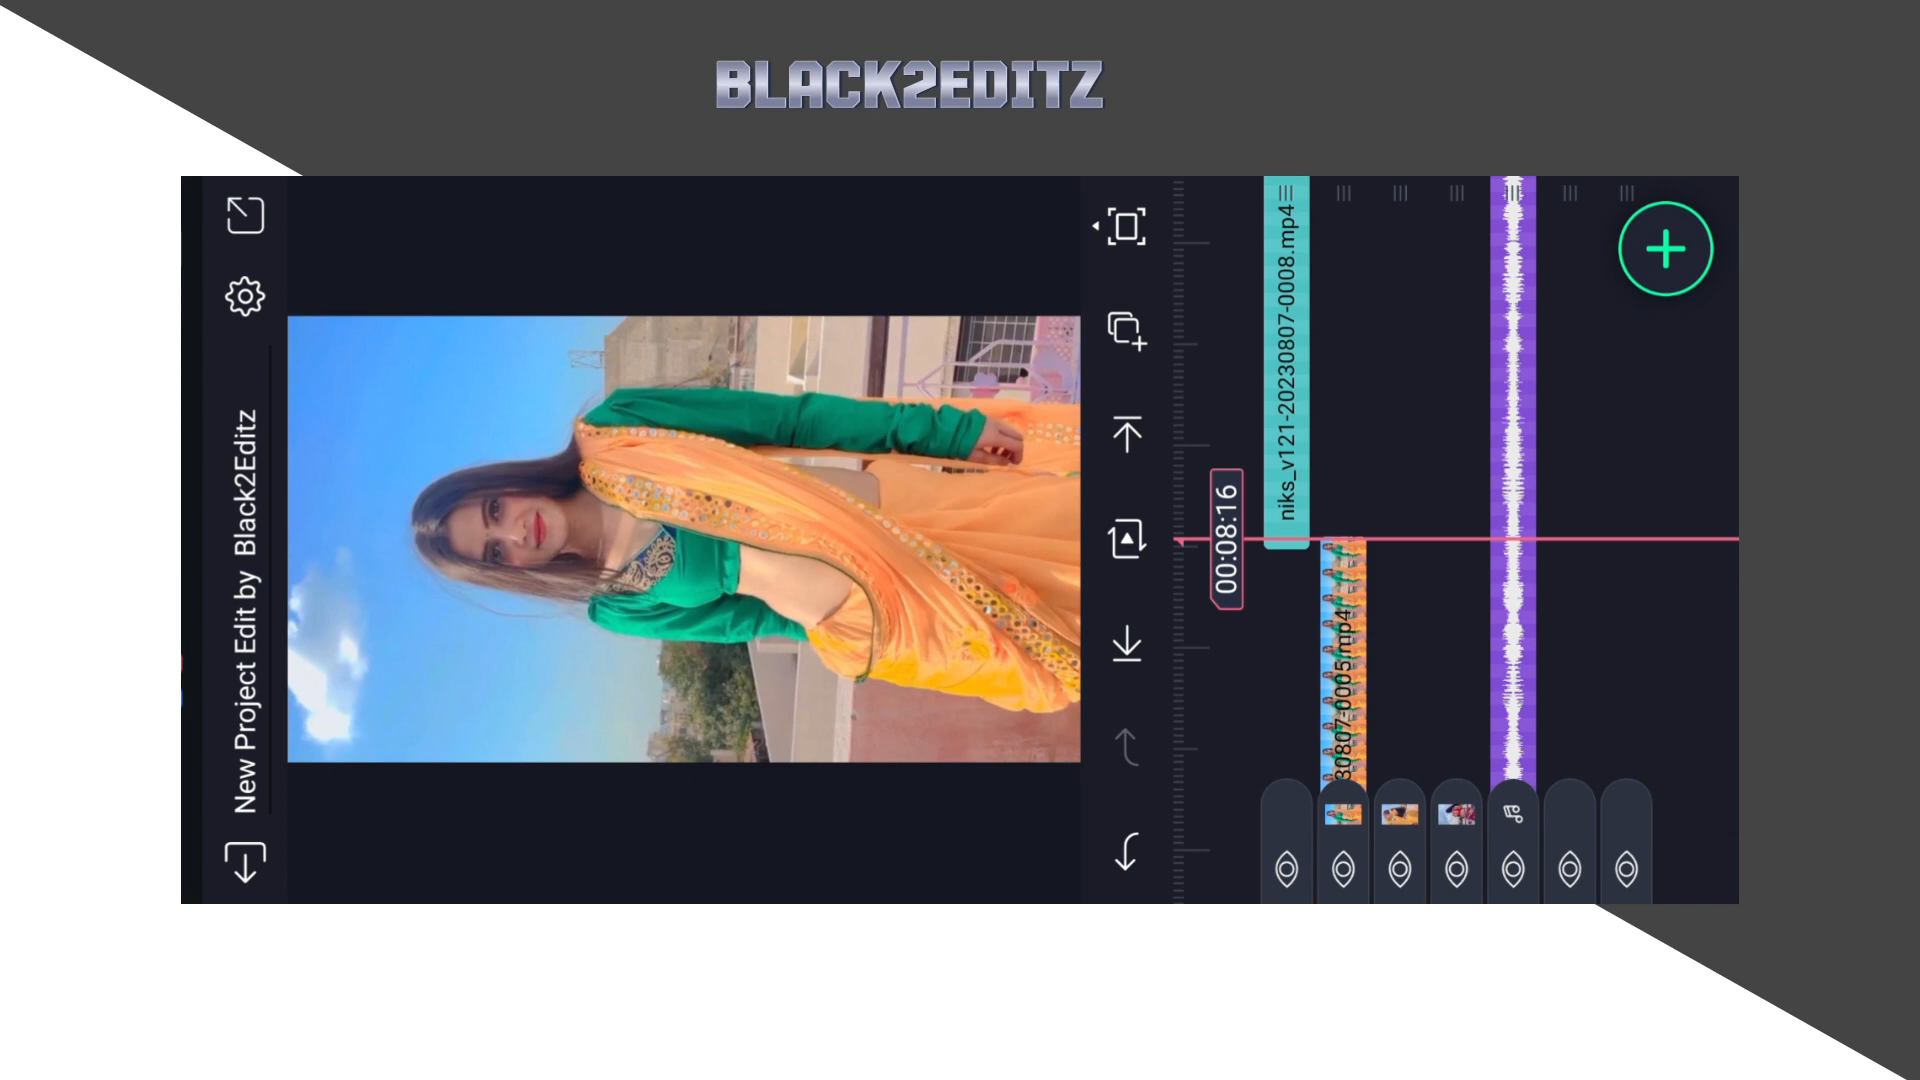 BLACK2EDITZ
New Project Edit by Black2Editz
00:08:16
niks_v121-20230807-0008.mp4
30807-0005.mp4